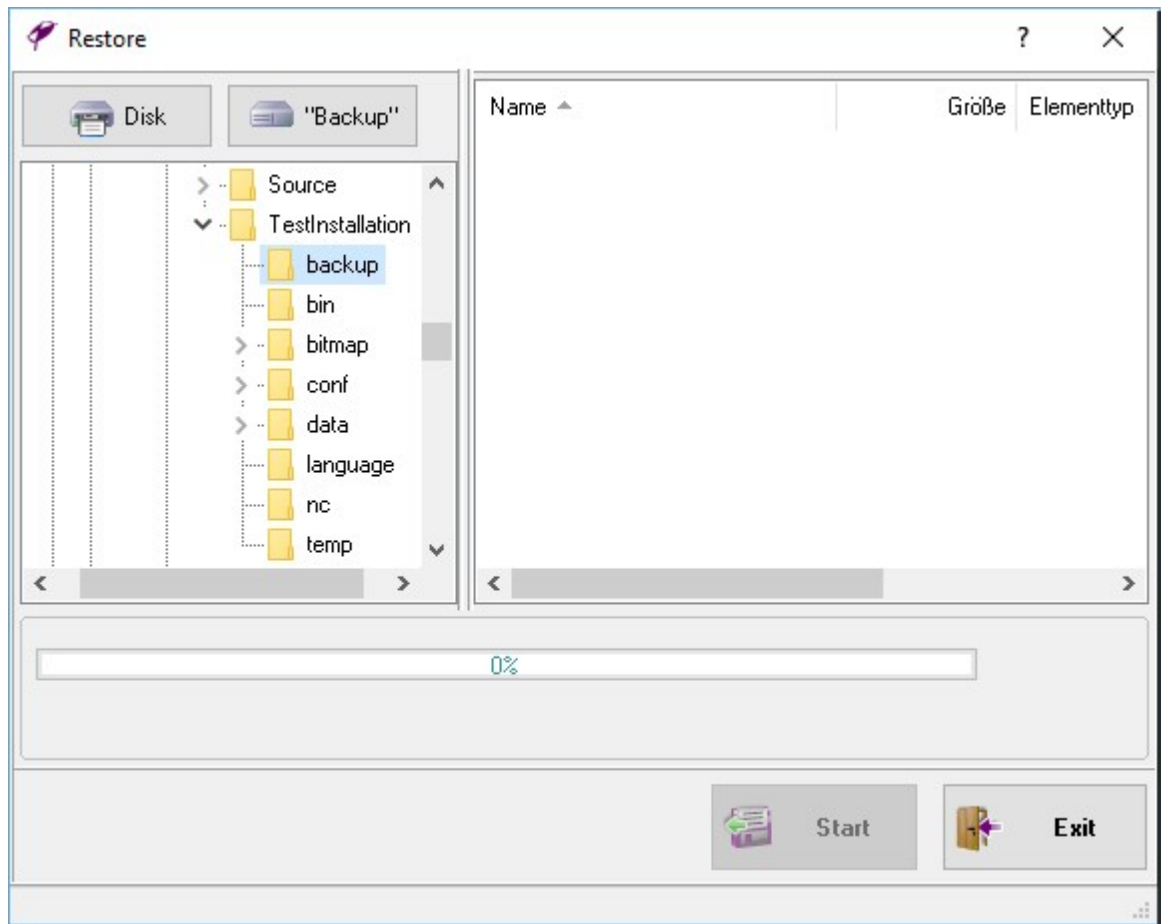 Restore
Disk
"Backup"
Name Größe Elementtyp
Source
TestInstallation
backup
bin
bitmap
conf
data
language
nc
temp
0%
Start
Exit